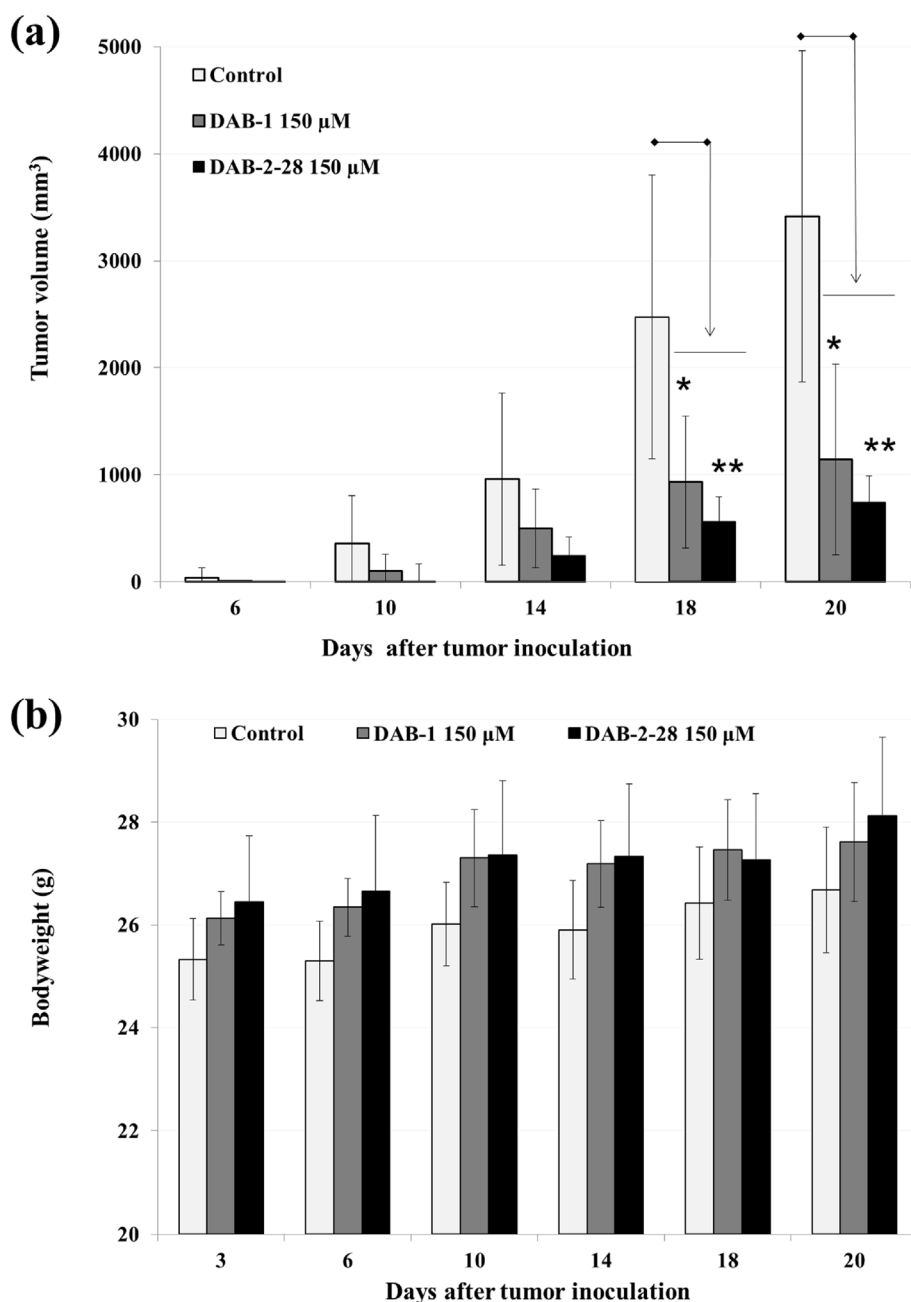 (a)
5000
4000
3000
2000
1000
0
Tumor volume (mm³)
Control
DAB-1 150 µM
DAB-2-28 150 µM
*
**
*
**
6 10 14 18 20
Days after tumor inoculation
(b)
30
28
26
24
22
20
Bodyweight (g)
Control DAB-1 150 µM DAB-2-28 150 µM
3 6 10 14 18 20
Days after tumor inoculation